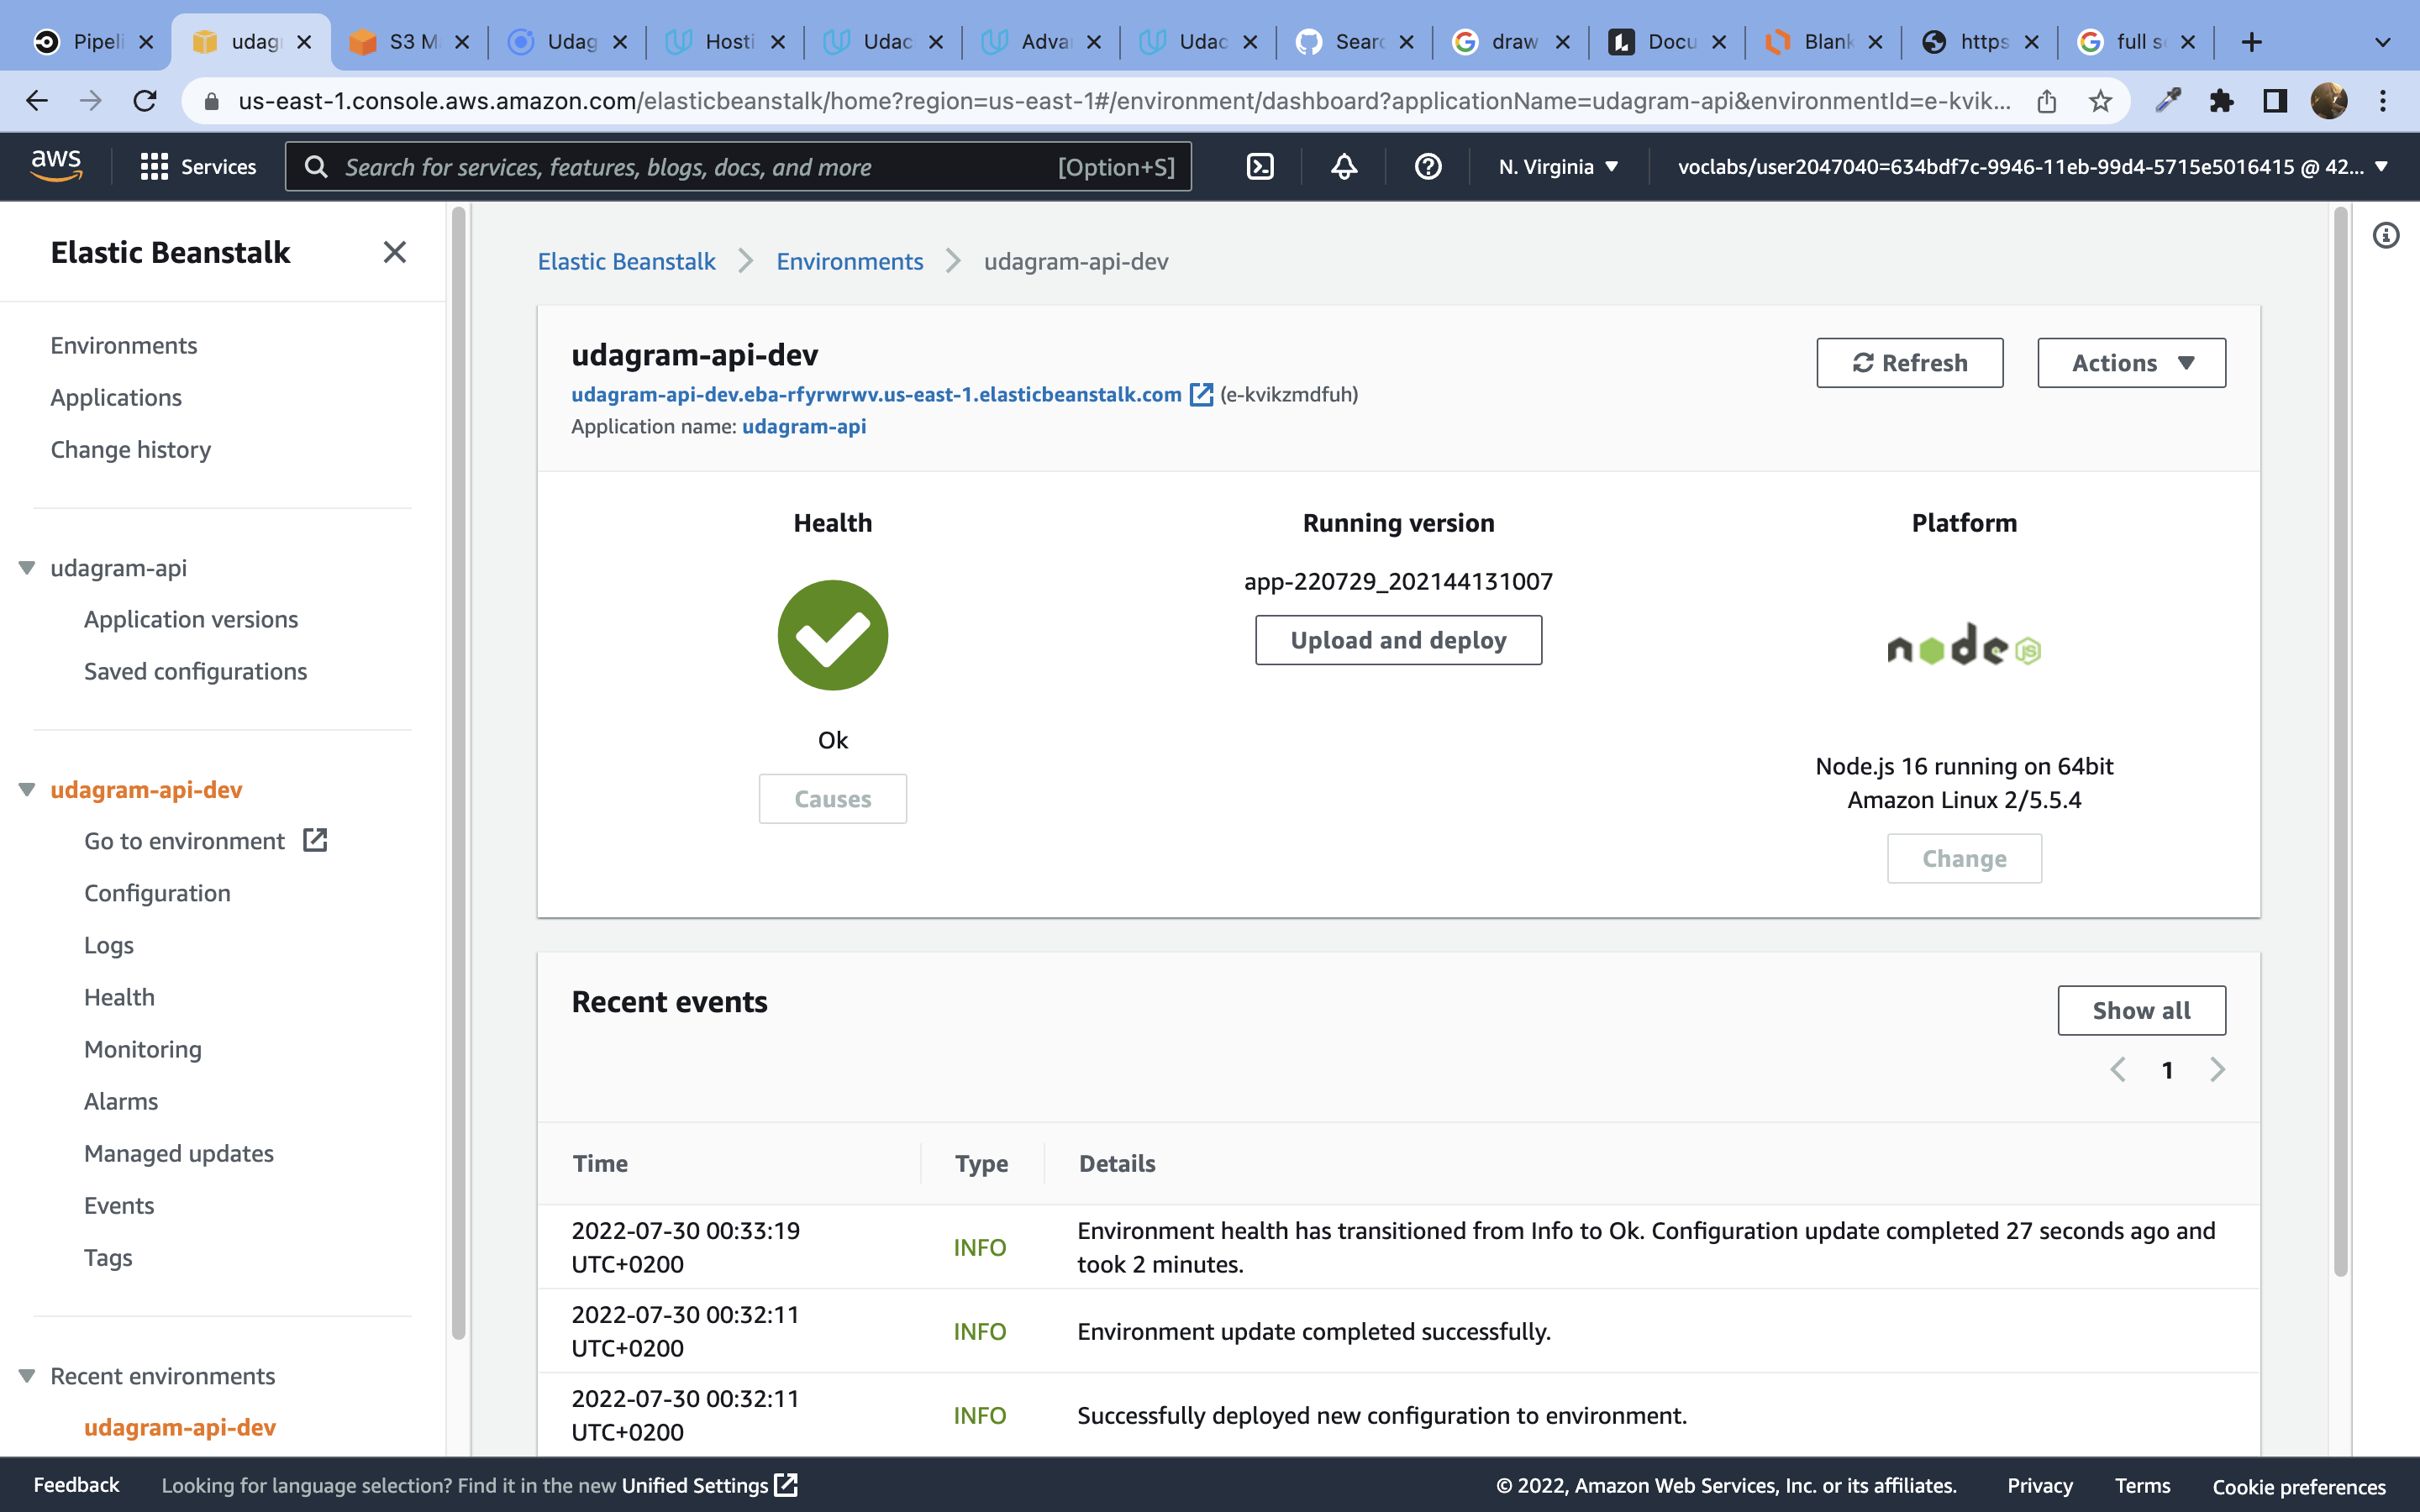 Pipeli
udag
S3 M
Udag
Hosti
Udac
Adva
Udac
Searc
draw
Docu
Blank
https
full s
us-east-1.console.aws.amazon.com/elasticbeanstalk/home?region=us-east-1#/environment/dashboard?applicationName=udagram-api&environmentId=e-kvik...
aws
Services
Search for services, features, blogs, docs, and more
[Option+S]
N. Virginia
voclabs/user2047040=634bdf7c-9946-11eb-99d4-5715e5016415 @ 42...
Elastic Beanstalk
Environments
Applications
Change history
udagram-api
Application versions
Saved configurations
udagram-api-dev
Go to environment
Configuration
Logs
Health
Monitoring
Alarms
Managed updates
Events
Tags
Recent environments
udagram-api-dev
Elastic Beanstalk
Environments
udagram-api-dev
udagram-api-dev
udagram-api-dev.eba-rfyrwrwv.us-east-1.elasticbeanstalk.com (e-kvikzmdfuh)
Application name: udagram-api
Refresh
Actions
Health
Ok
Causes
Running version
app-220729_202144131007
Upload and deploy
Platform
node JS
Node.js 16 running on 64bit
Amazon Linux 2/5.5.4
Change
Recent events
Show all
1
Time
Type
Details
2022-07-30 00:33:19
UTC+0200
INFO
Environment health has transitioned from Info to Ok. Configuration update completed 27 seconds ago and
took 2 minutes.
2022-07-30 00:32:11
UTC+0200
INFO
Environment update completed successfully.
2022-07-30 00:32:11
UTC+0200
INFO
Successfully deployed new configuration to environment.
Feedback
Looking for language selection? Find it in the new Unified Settings
© 2022, Amazon Web Services, Inc. or its affiliates.
Privacy
Terms
Cookie preferences